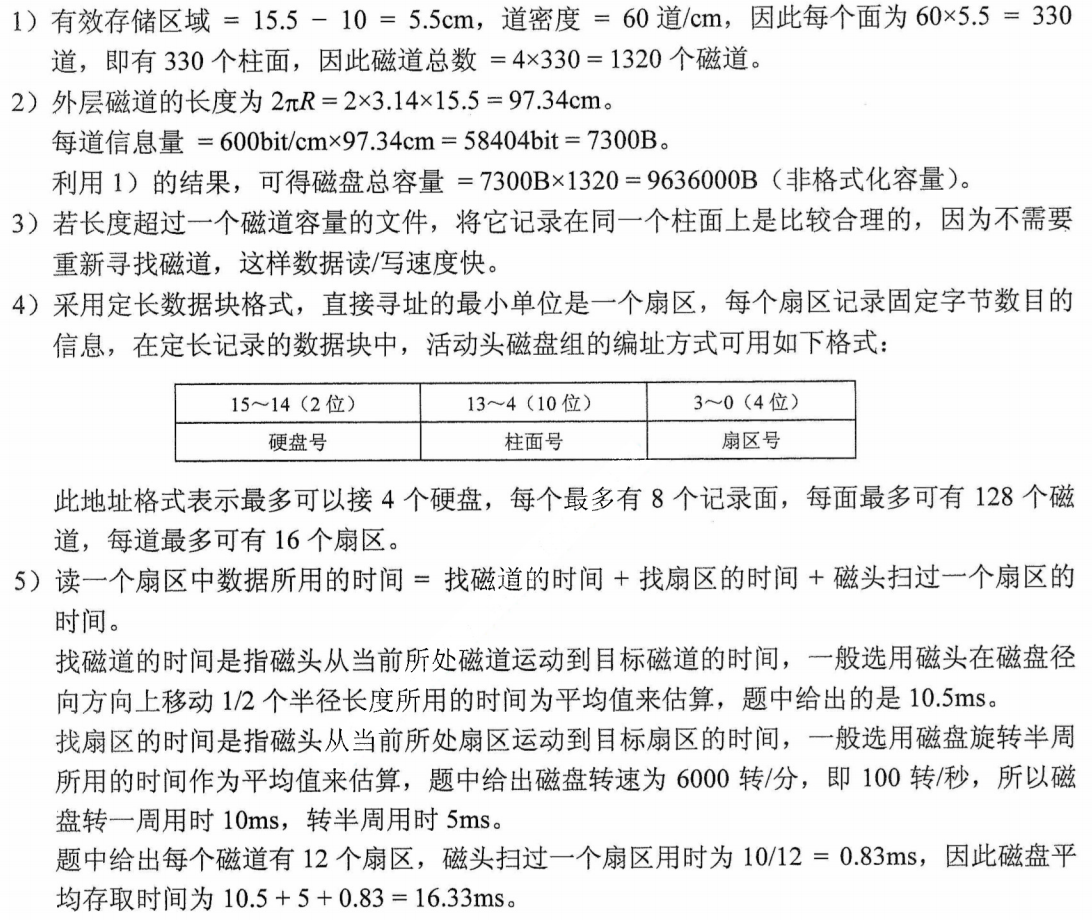 1）有效存储区域 = 15.5 − 10 = 5.5cm，道密度 = 60 道/cm，因此每个面为 60×5.5 = 330
道，即有 330 个柱面，因此磁道总数 = 4×330 = 1320 个磁道。
2）外层磁道的长度为 2πR = 2×3.14×15.5 = 97.34cm。
每道信息量 = 600bit/cm×97.34cm = 58404bit = 7300B。
利用 1）的结果，可得磁盘总容量 = 7300B×1320 = 9636000B（非格式化容量）。
3）若长度超过一个磁道容量的文件，将它记录在同一个柱面上是比较合理的，因为不需要
重新寻找磁道，这样数据读/写速度快。
4）采用定长数据块格式，直接寻址的最小单位是一个扇区，每个扇区记录固定字节数目的
信息，在定长记录的数据块中，活动头磁盘组的编址方式可用如下格式：
15～14（2 位） 13～4（10 位） 3～0（4 位）
硬盘号 柱面号 扇区号
此地址格式表示最多可以接 4 个硬盘，每个最多有 8 个记录面，每面最多可有 128 个磁
道，每道最多可有 16 个扇区。
5）读一个扇区中数据所用的时间 = 找磁道的时间 + 找扇区的时间 + 磁头扫过一个扇区的
时间。
找磁道的时间是指磁头从当前所处磁道运动到目标磁道的时间，一般选用磁头在磁盘径
向方向上移动 1/2 个半径长度所用的时间为平均值来估算，题中给出的是 10.5ms。
找扇区的时间是指磁头从当前所处扇区运动到目标扇区的时间，一般选用磁盘旋转半周
所用的时间作为平均值来估算，题中给出磁盘转速为 6000 转/分，即 100 转/秒，所以磁
盘转一周用时 10ms，转半周用时 5ms。
题中给出每个磁道有 12 个扇区，磁头扫过一个扇区用时为 10/12 = 0.83ms，因此磁盘平
均存取时间为 10.5 + 5 + 0.83 = 16.33ms。